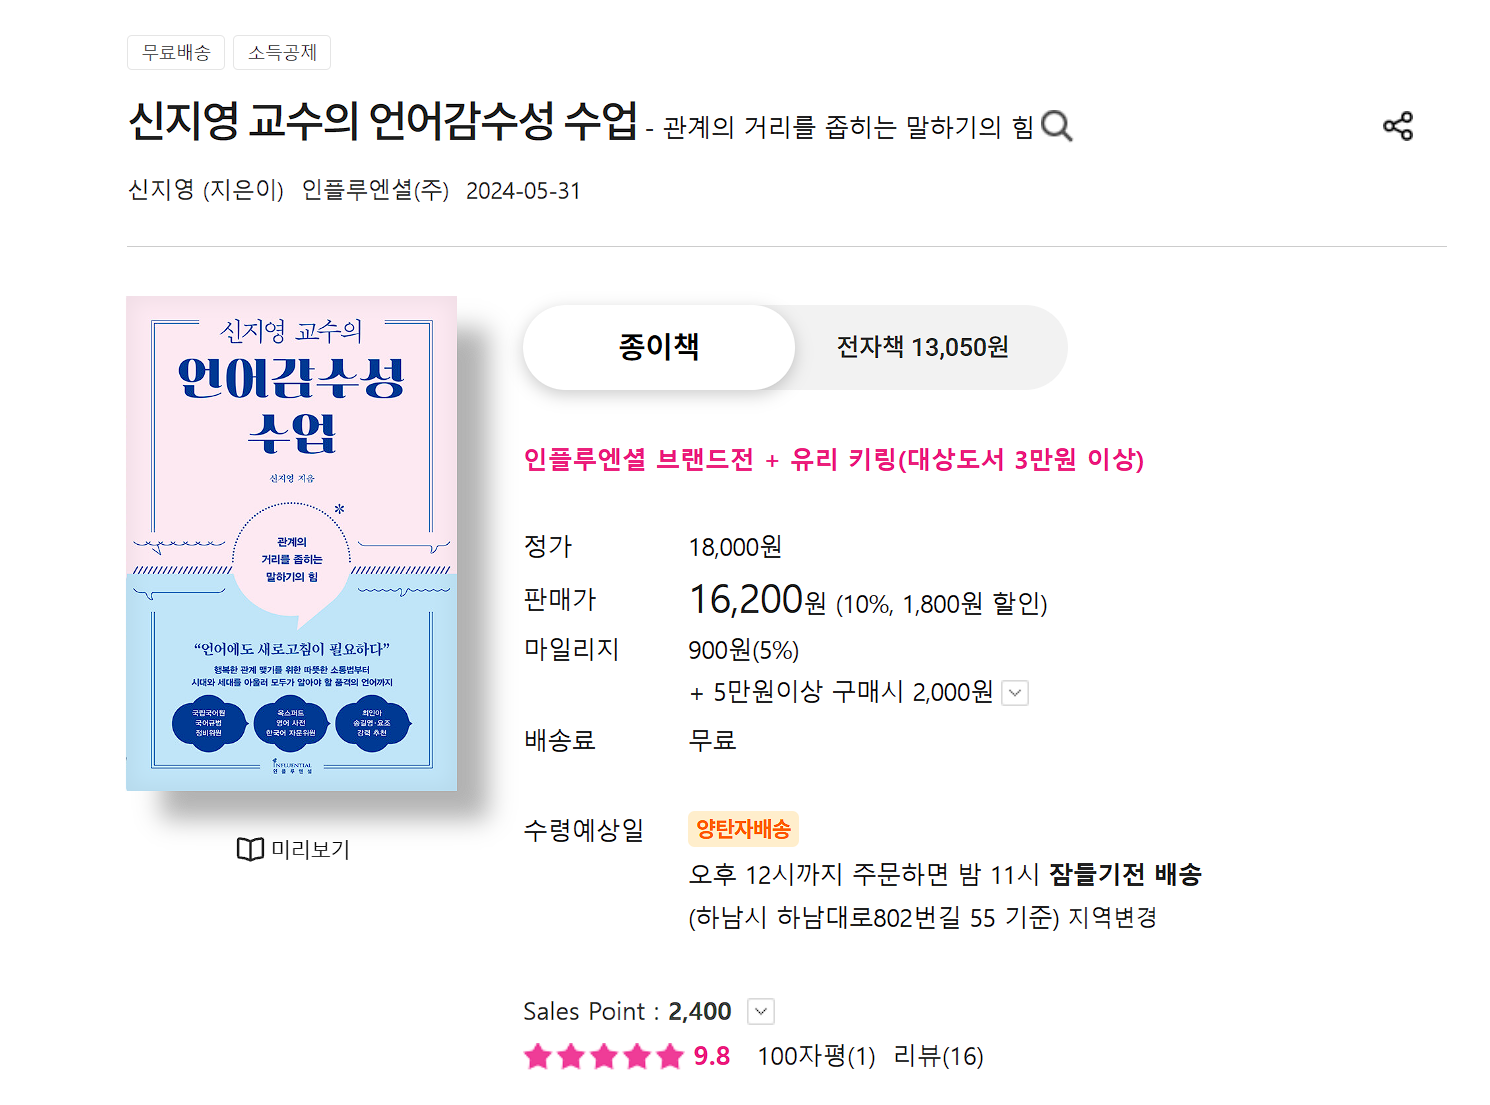 무료배송 소득공제
신지영 교수의 언어감수성 수업 - 관계의 거리를 좁히는 말하기의 힘
신지영 (지은이) 인플루엔셜(주) 2024-05-31
신지영 교수의
언어감수성
수업
신지영 지음
*
관계의
거리를 좁히는
말하기의 힘
“언어에도 새로고침이 필요하다”
행복한 관계 맺기를 위한 따뜻한 소통법부터
시대와 세대를 아울러 모두가 알아야 할 품격의 언어까지
국립국어원
국어규범
정비위원
옥스퍼드
영어 사전
한국어 자문위원
최인아
송길영·요조
강력 추천
INFLUENTIAL
인플루엔셜
미리보기
종이책 전자책 13,050원
인플루엔셜 브랜드전 + 유리 키링(대상도서 3만원 이상)
정가 18,000원
판매가 16,200원 (10%, 1,800원 할인)
마일리지 900원(5%)
+ 5만원이상 구매시 2,000원
배송료 무료
수령예상일 양탄자배송
오후 12시까지 주문하면 밤 11시 잠들기전 배송
(하남시 하남대로802번길 55 기준) 지역변경
Sales Point : 2,400
9.8 100자평(1) 리뷰(16)